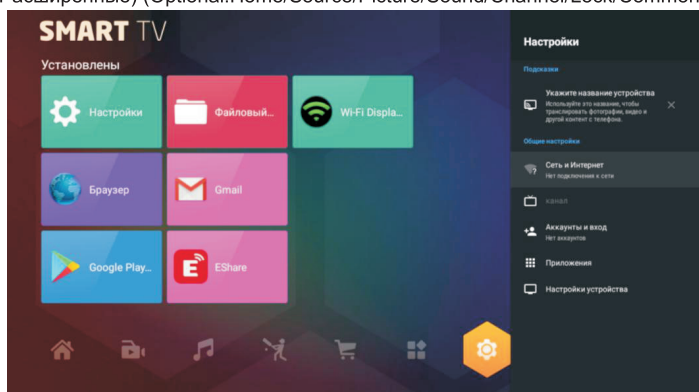 Расширенные) (Optional:Home/Source/Picture/Sound/Channel/Lock/Common
SMART TV
Установлены
Настройки
Файловый...
Wi-Fi Displa...
Браузер
Gmail
Google Play...
EShare
Настройки
Подсказки
Укажите название устройства
Используйте это название, чтобы
транслировать фотографии, видео и
другой контент с телефона.
Общие настройки
Сеть и Интернет
Нет подключения к сети
канал
Аккаунты и вход
Нет аккаунтов
Приложения
Настройки устройства